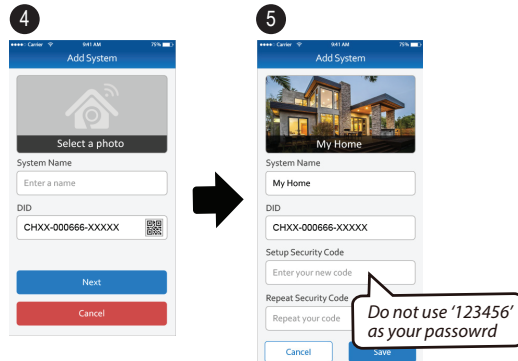 4
Carrier 9:41 AM 75%
Add System
Select a photo
System Name
Enter a name
DID
CHXX-000666-XXXXX
Next
Cancel
5
Carrier 9:41 AM 75%
Add System
My Home
System Name
My Home
DID
CHXX-000666-XXXXX
Setup Security Code
Enter your new code
Repeat Security Code
Repeat your code
Do not use '123456'
as your passowrd
Cancel
Save